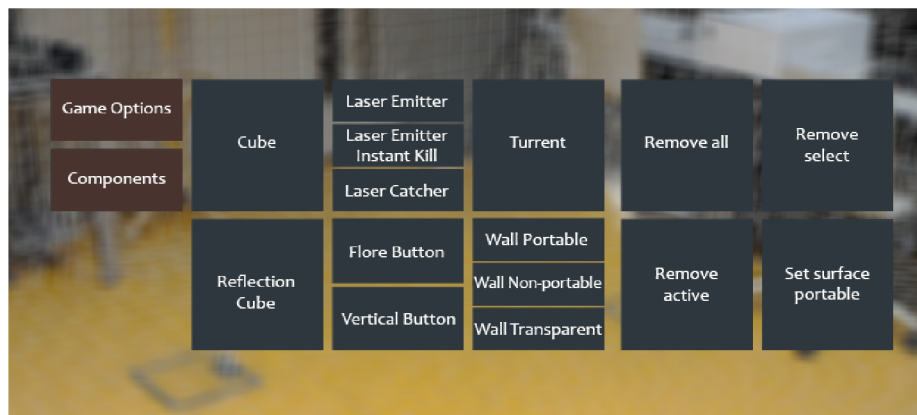 Game Options
Components
Cube
Reflection
Cube
Laser Emitter
Laser Emitter
Instant Kill
Laser Catcher
Flore Button
Vertical Button
Turrent
Wall Portable
Wall Non-portable
Wall Transparent
Remove all
Remove
active
Remove
select
Set surface
portable